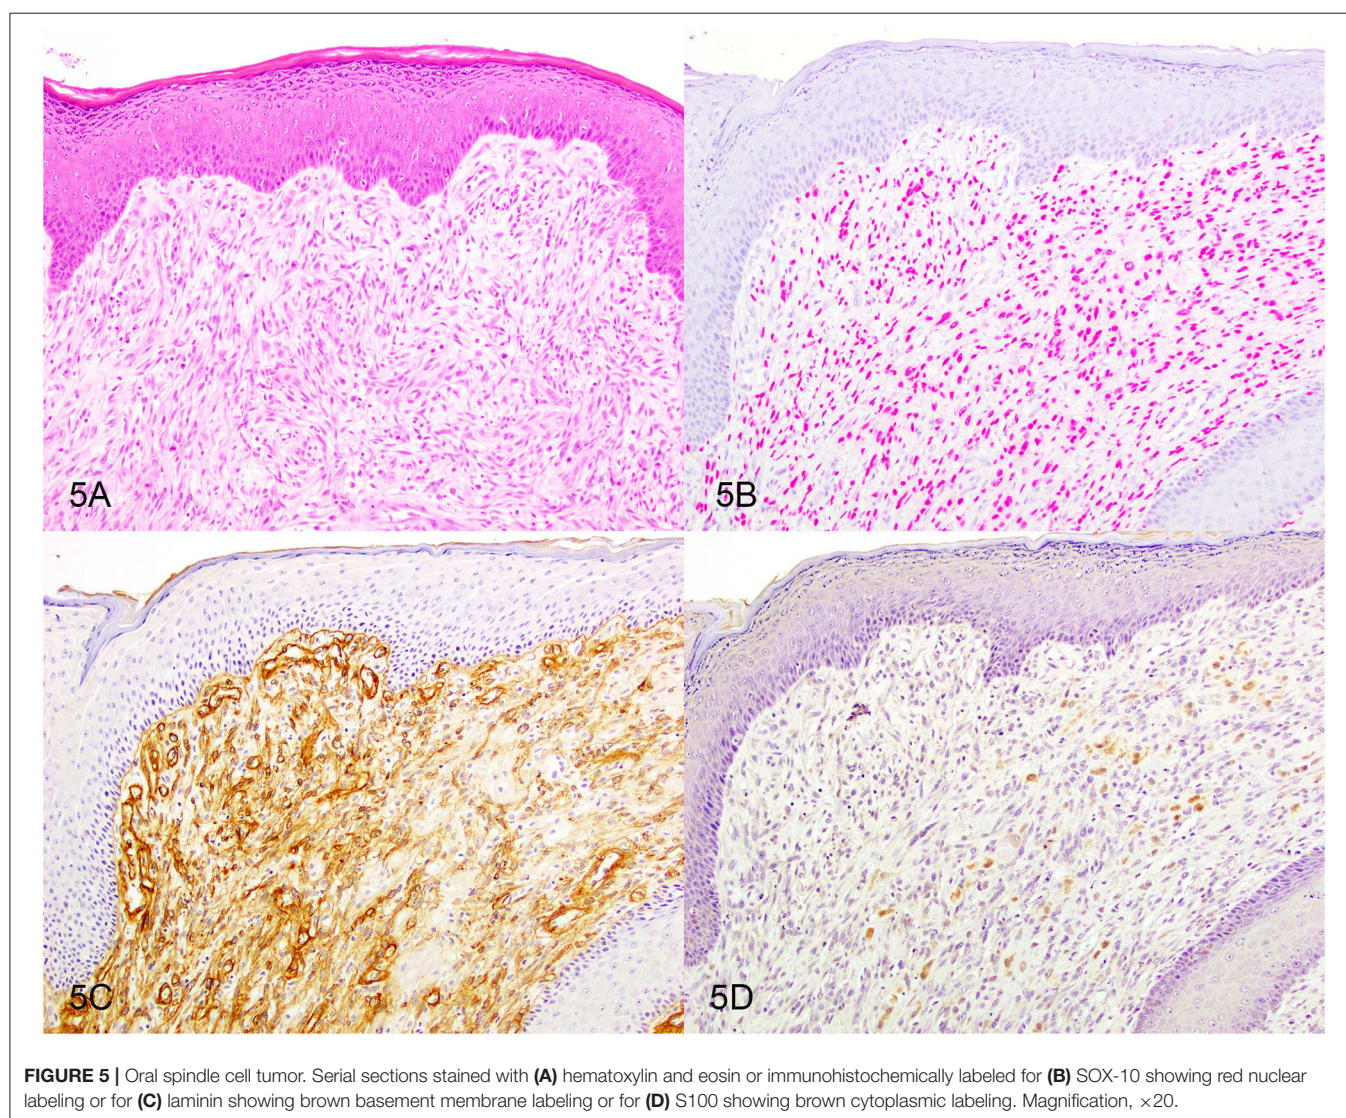 5A
5B
5C
5D
FIGURE 5 | Oral spindle cell tumor. Serial sections stained with (A) hematoxylin and eosin or immunohistochemically labeled for (B) SOX-10 showing red nuclear
labeling or for (C) laminin showing brown basement membrane labeling or for (D) S100 showing brown cytoplasmic labeling. Magnification, ×20.